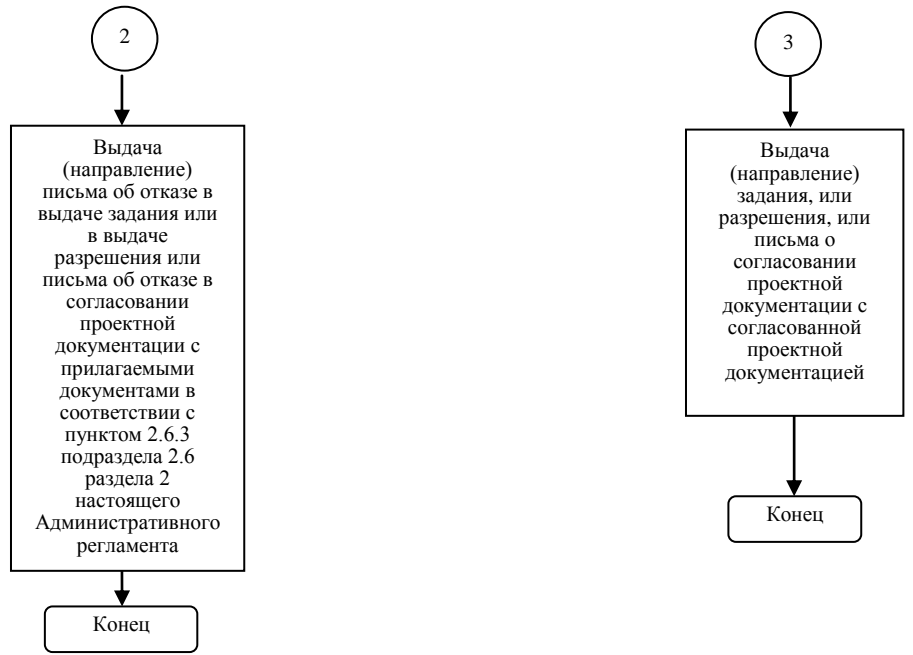 2
Выдача
(направление)
письма об отказе в
выдаче задания или
в выдаче
разрешения или
письма об отказе в
согласовании
проектной
документации с
прилагаемыми
документами в
соответствии с
пунктом 2.6.3
подраздела 2.6
раздела 2
настоящего
Административного
регламента
Конец
3
Выдача
(направление)
задания, или
разрешения, или
письма о
согласовании
проектной
документации с
согласованной
проектной
документацией
Конец